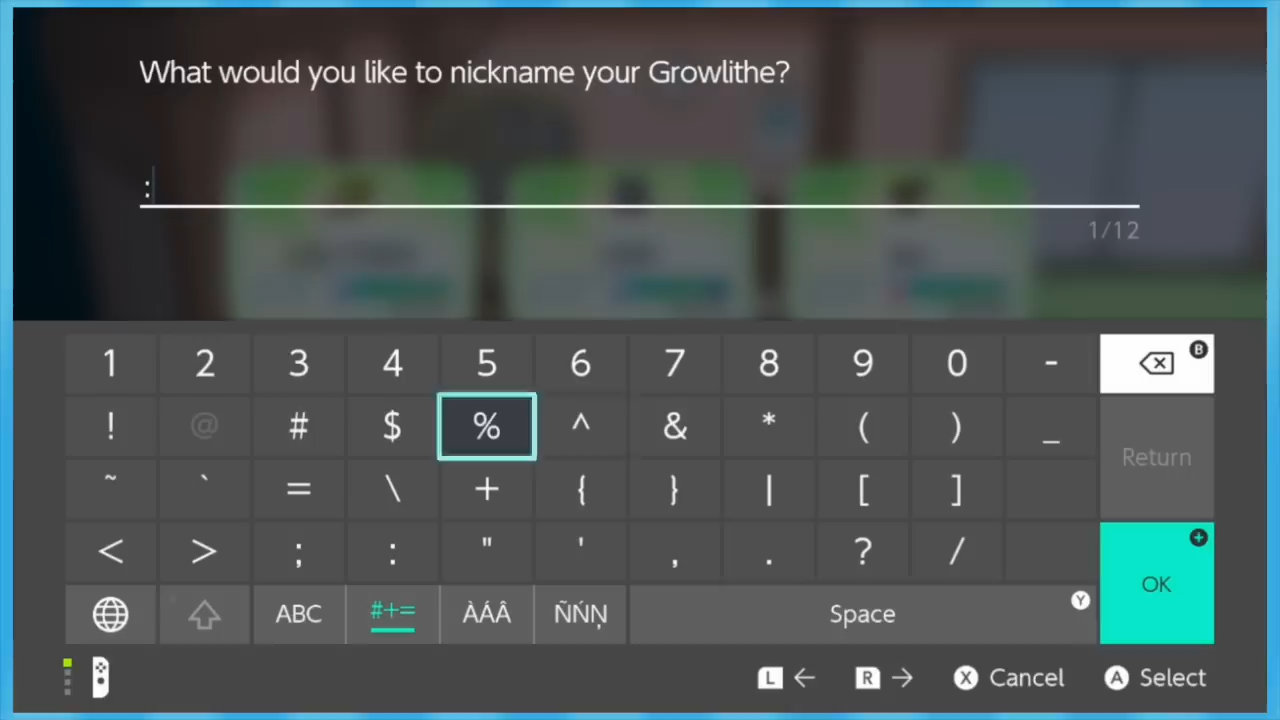 What would you like to nickname your Growlithe?
:
1/12
1 2 3 4 5 6 7 8 9 0 - B
! @ # $ % ^ & * ( ) _
~ ` = \ + { } | [ ] Return
< > ; : " ' , . ? / + OK
ABC #+= ÀÁÂ ÑŃŅ Space Y
L ← R → X Cancel A Select